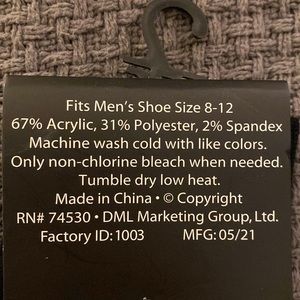 Fits Men's Shoe Size 8-12
67% Acrylic, 31% Polyester, 2% Spandex
Machine wash cold with like colors.
Only non-chlorine bleach when needed.
Tumble dry low heat.
Made in China • © Copyright
RN# 74530 • DML Marketing Group, Ltd.
Factory ID: 1003 MFG: 05/21